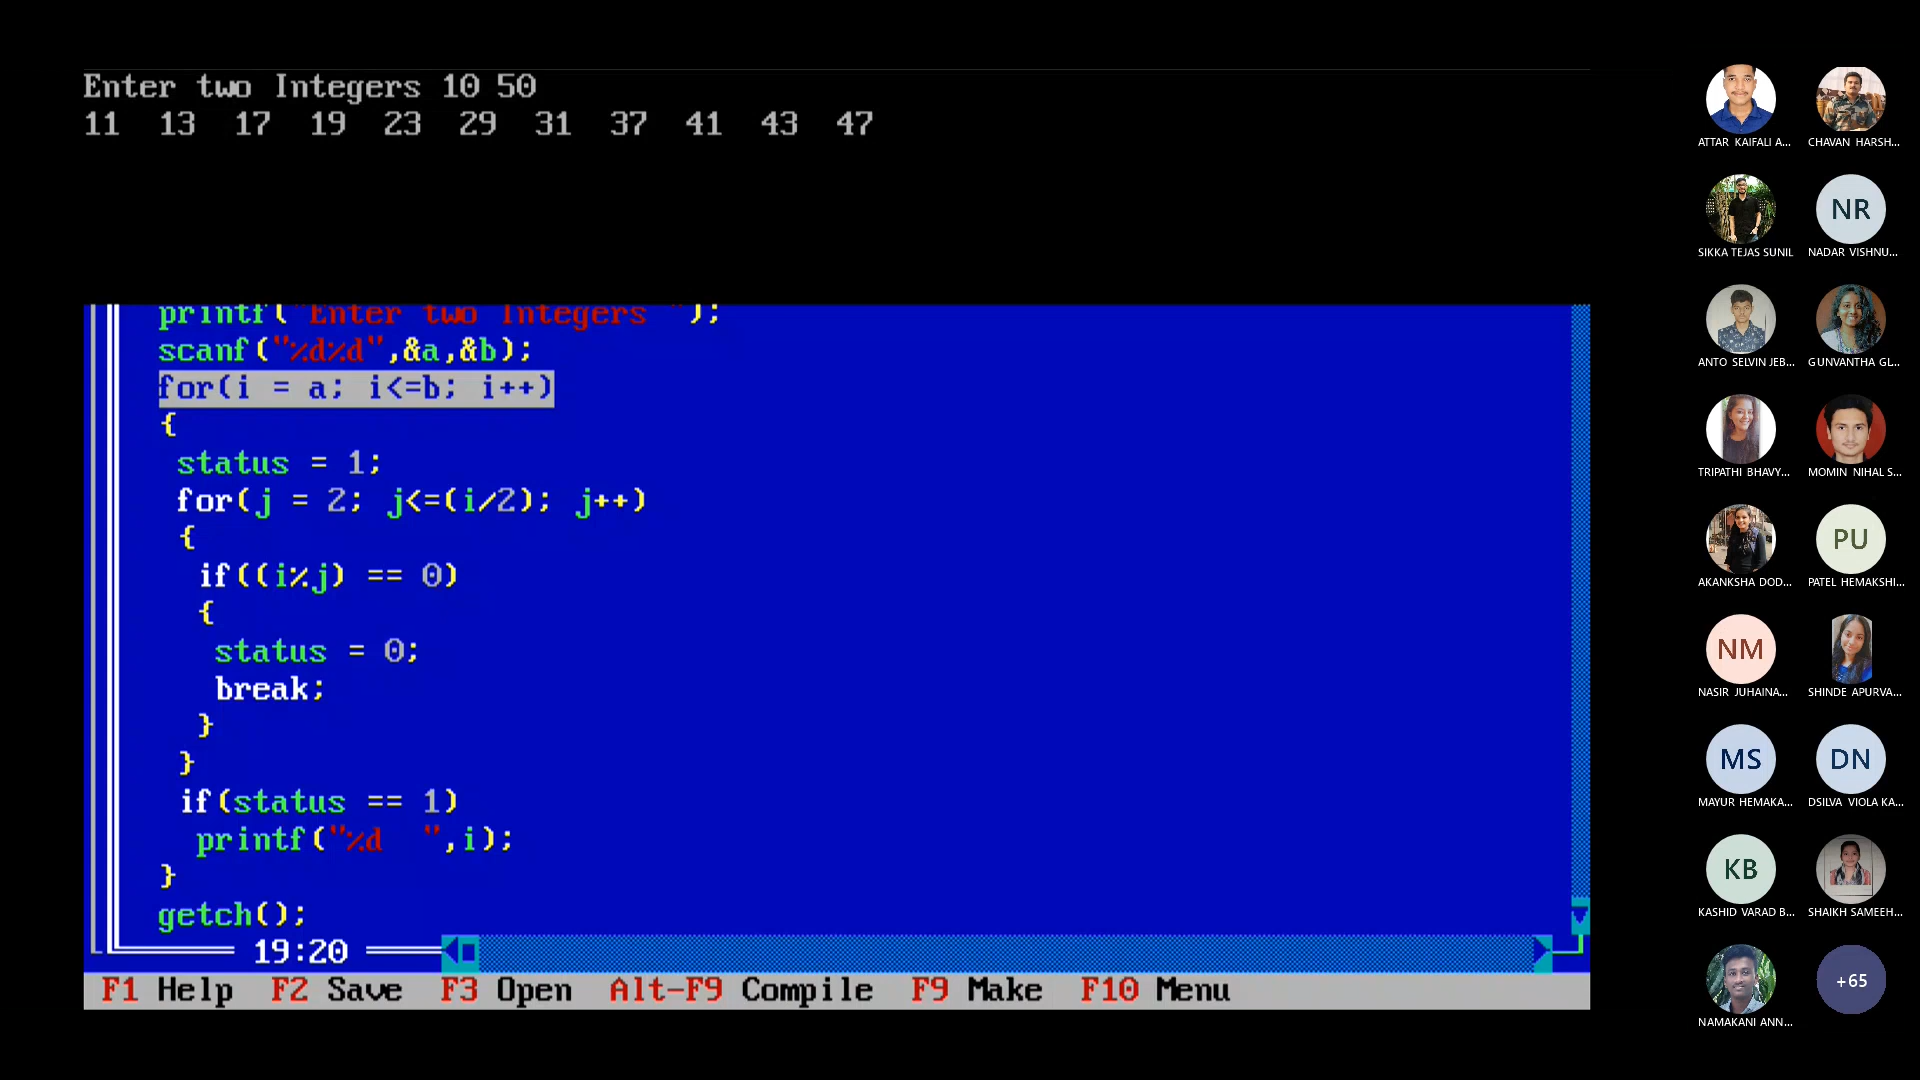 Enter two Integers 10 50
11 13 17 19 23 29 31 37 41 43 47
printf("Enter two Integers ");
scanf("%d%d",&a,&b);
for(i = a; i<=b; i++)
{
status = 1;
for(j = 2; j<=(i/2); j++)
{
if((i%j) == 0)
{
status = 0;
break;
}
}
if(status == 1)
printf("%d  ",i);
}
getch();
19:20
F1 Help F2 Save F3 Open Alt-F9 Compile F9 Make F10 Menu
ATTAR KAIFALI A... CHAVAN HARSH...
NR
SIKKA TEJAS SUNIL NADAR VISHNU...
ANTO SELVIN JEB... GUNVANTHA GL...
TRIPATHI BHAVY... MOMIN NIHAL S...
PU
AKANKSHA DOD... PATEL HEMAKSHI...
NM
NASIR JUHAINA... SHINDE APURVA...
MS DN
MAYUR HEMAKA... DSILVA VIOLA KA...
KB
KASHID VARAD B... SHAIKH SAMEEH...
+65
NAMAKANI ANN...